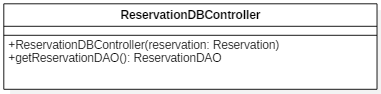 ReservationDBController
+ReservationDBController(reservation: Reservation)
+getReservationDAO(): ReservationDAO